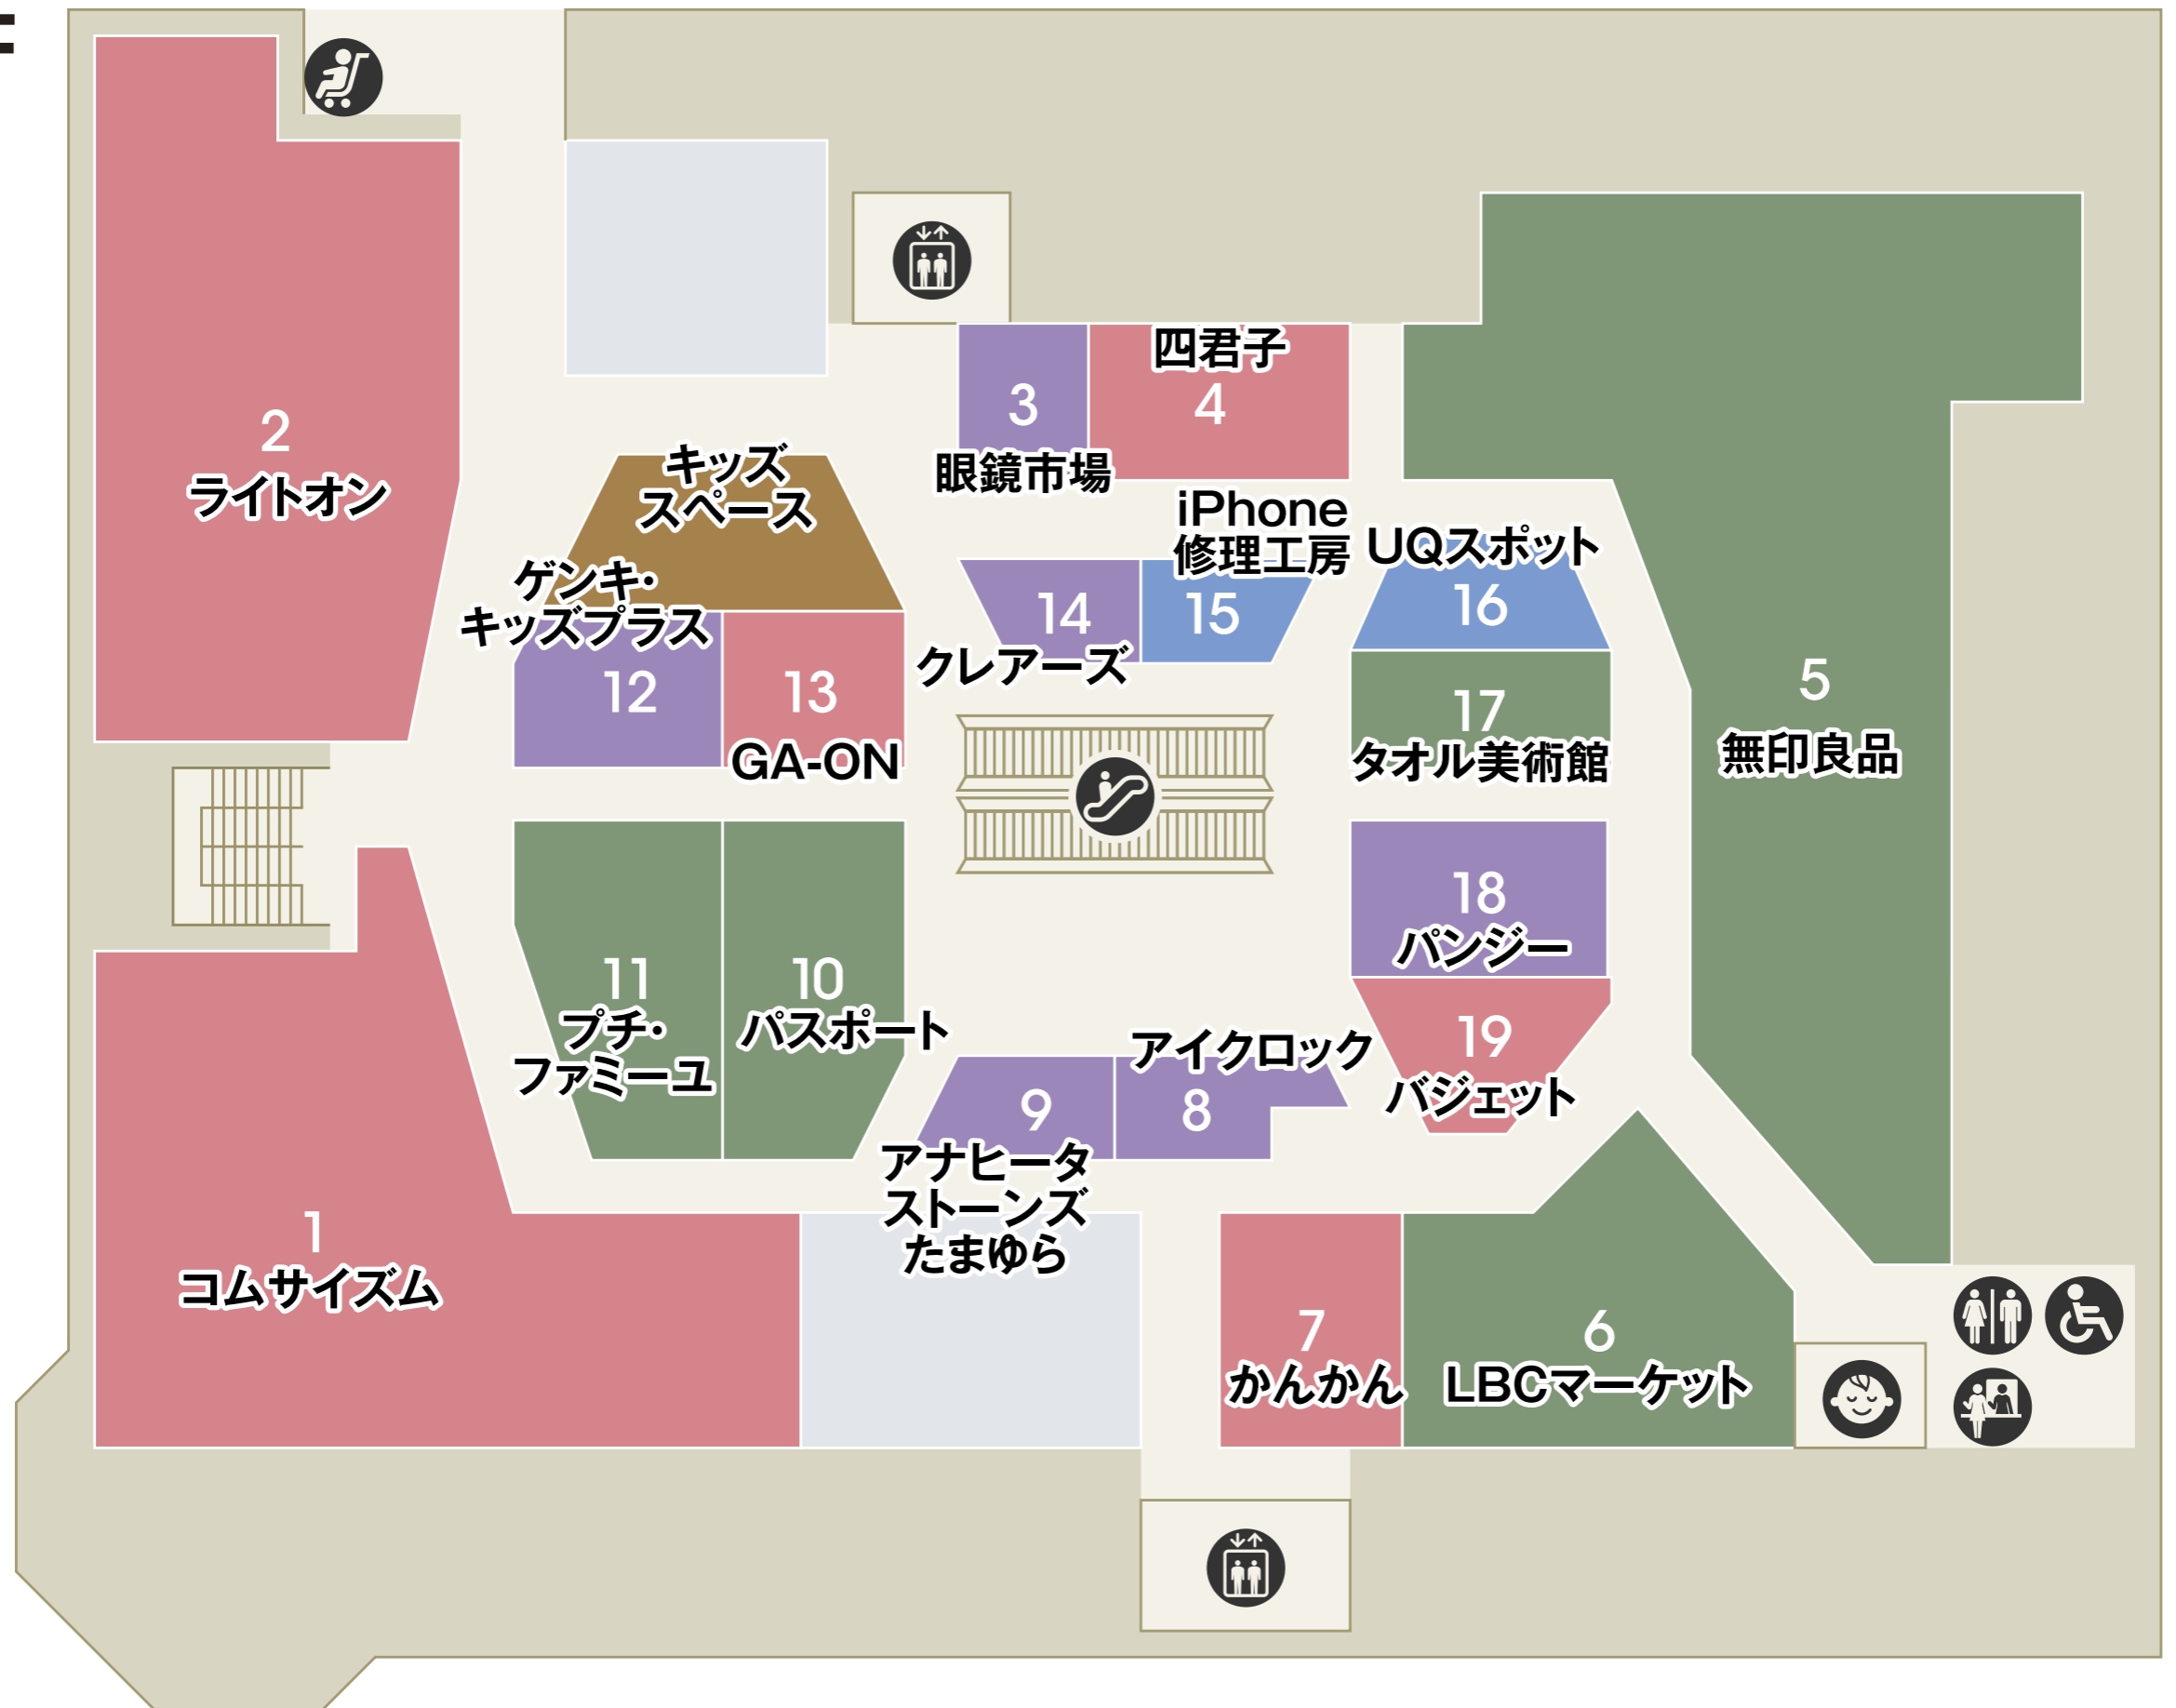 2
ライトオン
3
眼鏡市場
四君子
4
キッズ
スペース
iPhone
修理工房
UQスポット
ゲンキ・
キッズプラス
14
クレアーズ
15
16
12
13
GA-ON
17
タオル美術館
5
無印良品
18
パンジー
11
プチ・
ファミーユ
10
パスポート
19
バジェット
アイクロック
8
9
アナヒータ
ストーンズ
たまゆら
1
コムサイズム
7
かんかん
6
LBCマーケット